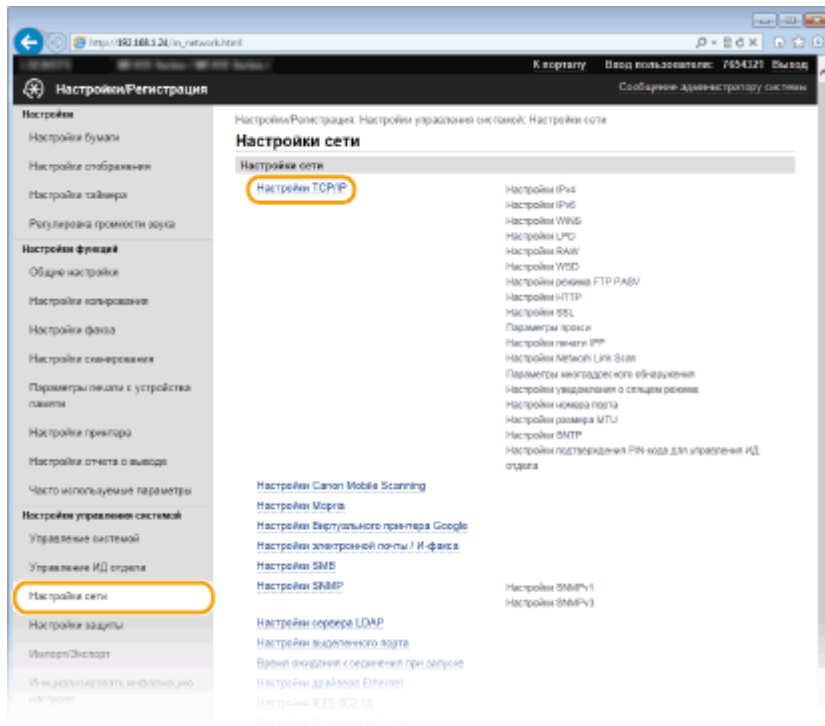 http://192.168.1.24/m_network.html
К порталу Ввод пользователя: 7654321 Выход
Настройки/Регистрация
Сообщение администратору системы
Настройки
Настройки бумаги
Настройки отображения
Настройки таймера
Регулировка громкости звука
Настройки функций
Общие настройки
Настройки копирования
Настройки факса
Настройки сканирования
Параметры печати с устройства
памяти
Настройки принтера
Настройки отчета о выводе
Часто используемые параметры
Настройки управления системой
Управление системой
Управление ИД отдела
Настройки сети
Настройки защиты
Импорт/Экспорт
Инициализировать информацию
настроек
Настройки/Регистрация: Настройки управления системой: Настройки сети
Настройки сети
Настройки сети
Настройки TCP/IP
Настройки IPv4
Настройки IPv6
Настройки WINS
Настройки LPD
Настройки RAW
Настройки WSD
Настройки режима FTP PASV
Настройки HTTP
Настройки SSL
Параметры прокси
Настройки печати IPP
Настройки Network Link Scan
Параметры многоадресного обнаружения
Настройки уведомления о спящем режиме
Настройки номера порта
Настройки размера MTU
Настройки SNTP
Настройки подтверждения PIN-кода для управления ИД
отдела
Настройки Canon Mobile Scanning
Настройки Mopria
Настройки Виртуального принтера Google
Настройки электронной почты / И-факса
Настройки SMB
Настройки SNMP
Настройки SNMPv1
Настройки SNMPv3
Настройки сервера LDAP
Настройки выделенного порта
Время ожидания соединения при запуске
Настройки драйвера Ethernet
Настройки IEEE 802.1X